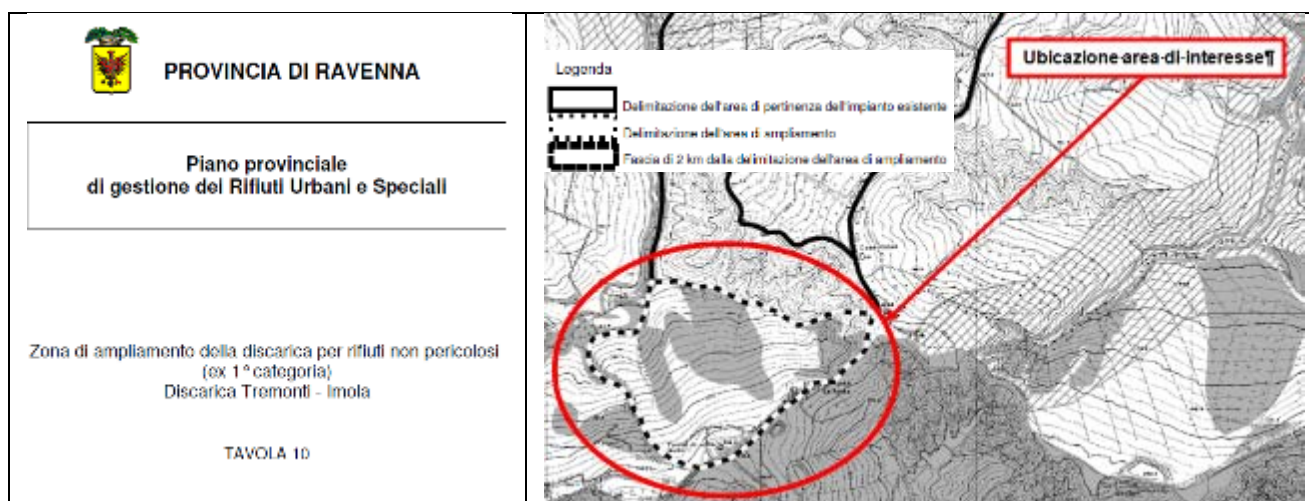 PROVINCIA DI RAVENNA
Piano provinciale
di gestione dei Rifiuti Urbani e Speciali
Zona di ampliamento della discarica per rifiuti non pericolosi
(ex 1ª categoria)
Discarica Tremonti - Imola
TAVOLA 10
Legenda
Delimitazione dell'area di pertinenza dell'impianto esistente
Delimitazione dell'area di ampliamento
Fascia di 2 km dalla delimitazione dell'area di ampliamento
Ubicazione·area·di·interesse¶